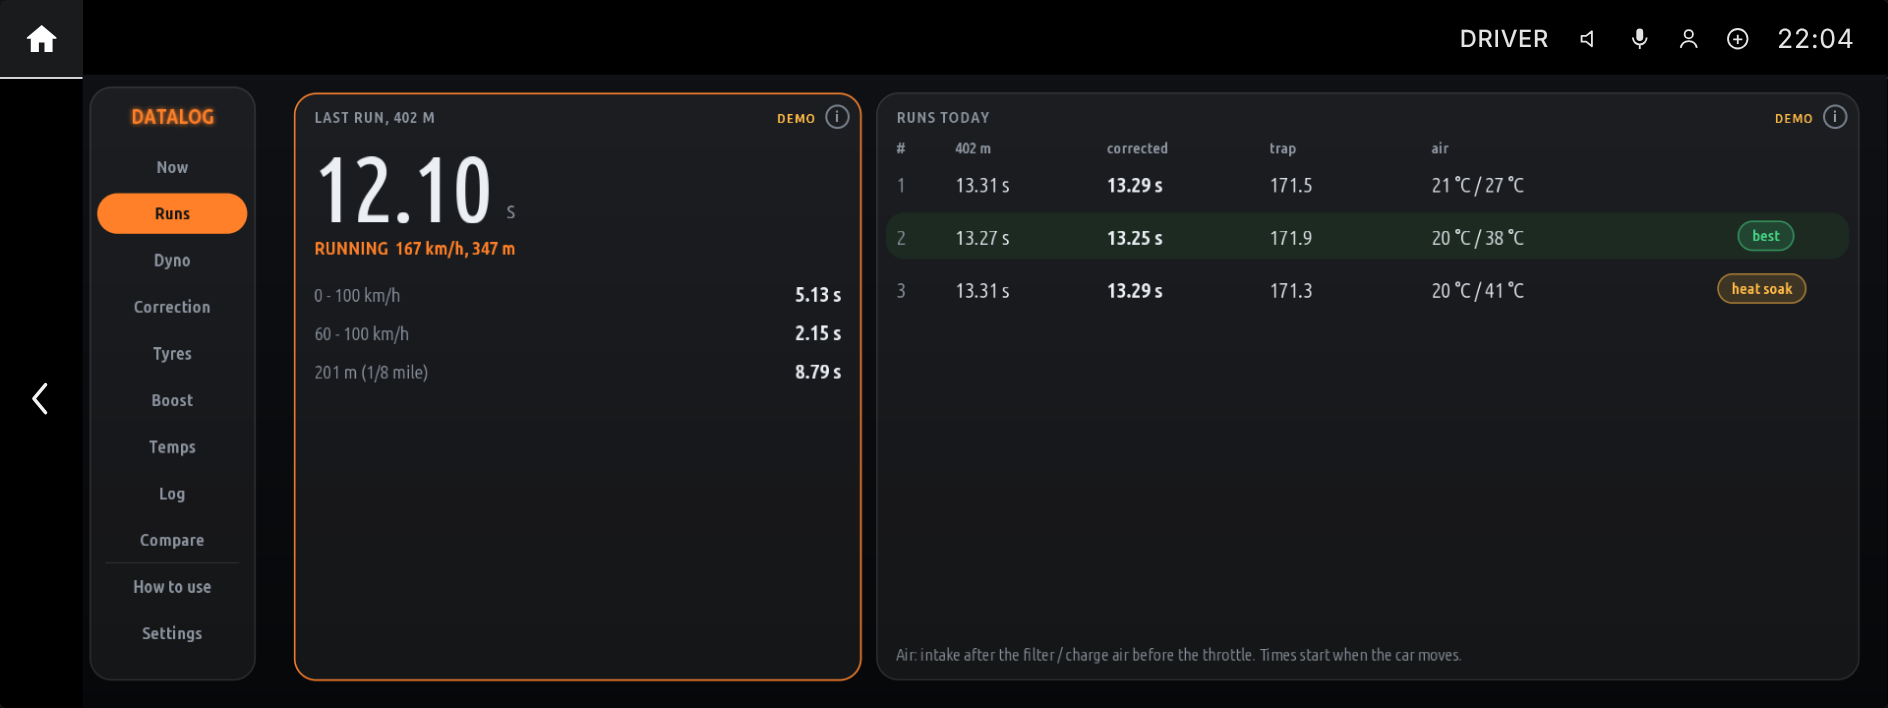 DRIVER 22:04
DATALOG
Now
Runs
Dyno
Correction
Tyres
Boost
Temps
Log
Compare
How to use
Settings
LAST RUN, 402 M DEMO i
12.10 s
RUNNING 167 km/h, 347 m
0 - 100 km/h 5.13 s
60 - 100 km/h 2.15 s
201 m (1/8 mile) 8.79 s
RUNS TODAY DEMO i
# 402 m corrected trap air
1 13.31 s 13.29 s 171.5 21 °C / 27 °C
2 13.27 s 13.25 s 171.9 20 °C / 38 °C best
3 13.31 s 13.29 s 171.3 20 °C / 41 °C heat soak
Air: intake after the filter / charge air before the throttle. Times start when the car moves.